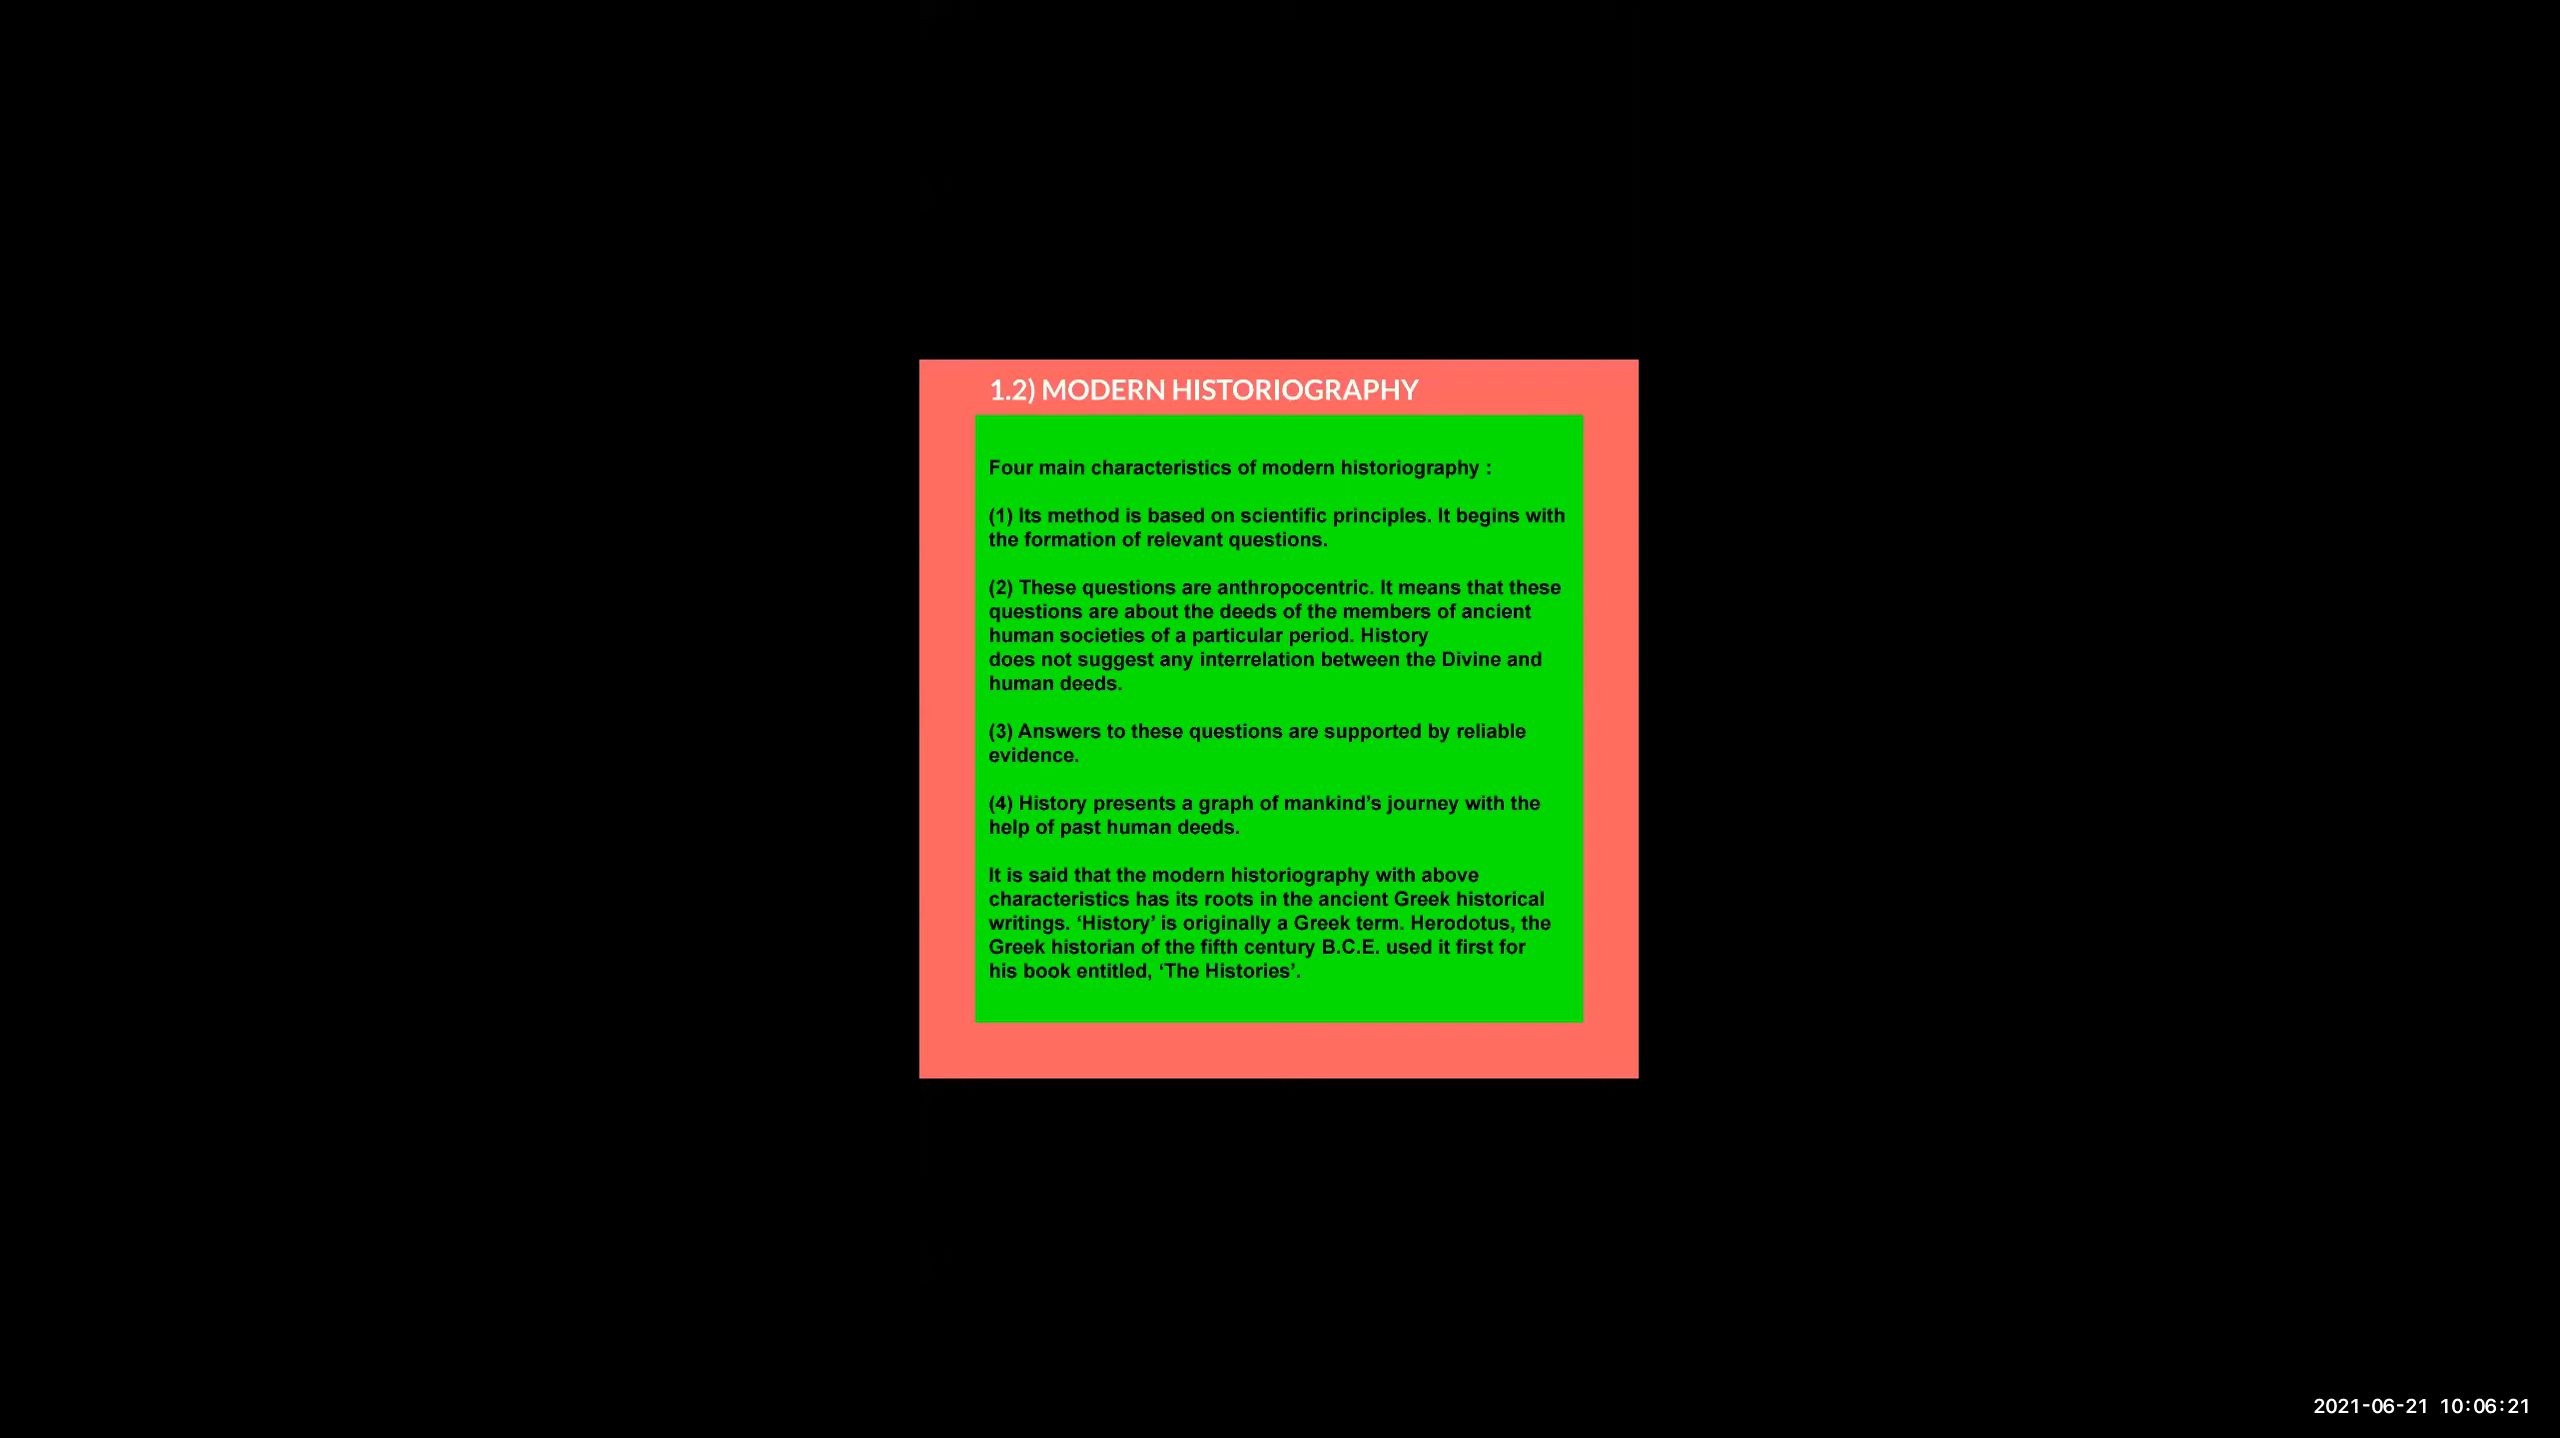 1.2) MODERN HISTORIOGRAPHY
Four main characteristics of modern historiography :
(1) Its method is based on scientific principles. It begins with
the formation of relevant questions.
(2) These questions are anthropocentric. It means that these
questions are about the deeds of the members of ancient
human societies of a particular period. History
does not suggest any interrelation between the Divine and
human deeds.
(3) Answers to these questions are supported by reliable
evidence.
(4) History presents a graph of mankind’s journey with the
help of past human deeds.
It is said that the modern historiography with above
characteristics has its roots in the ancient Greek historical
writings. ‘History’ is originally a Greek term. Herodotus, the
Greek historian of the fifth century B.C.E. used it first for
his book entitled, ‘The Histories’.
2021-06-21 10:06:21